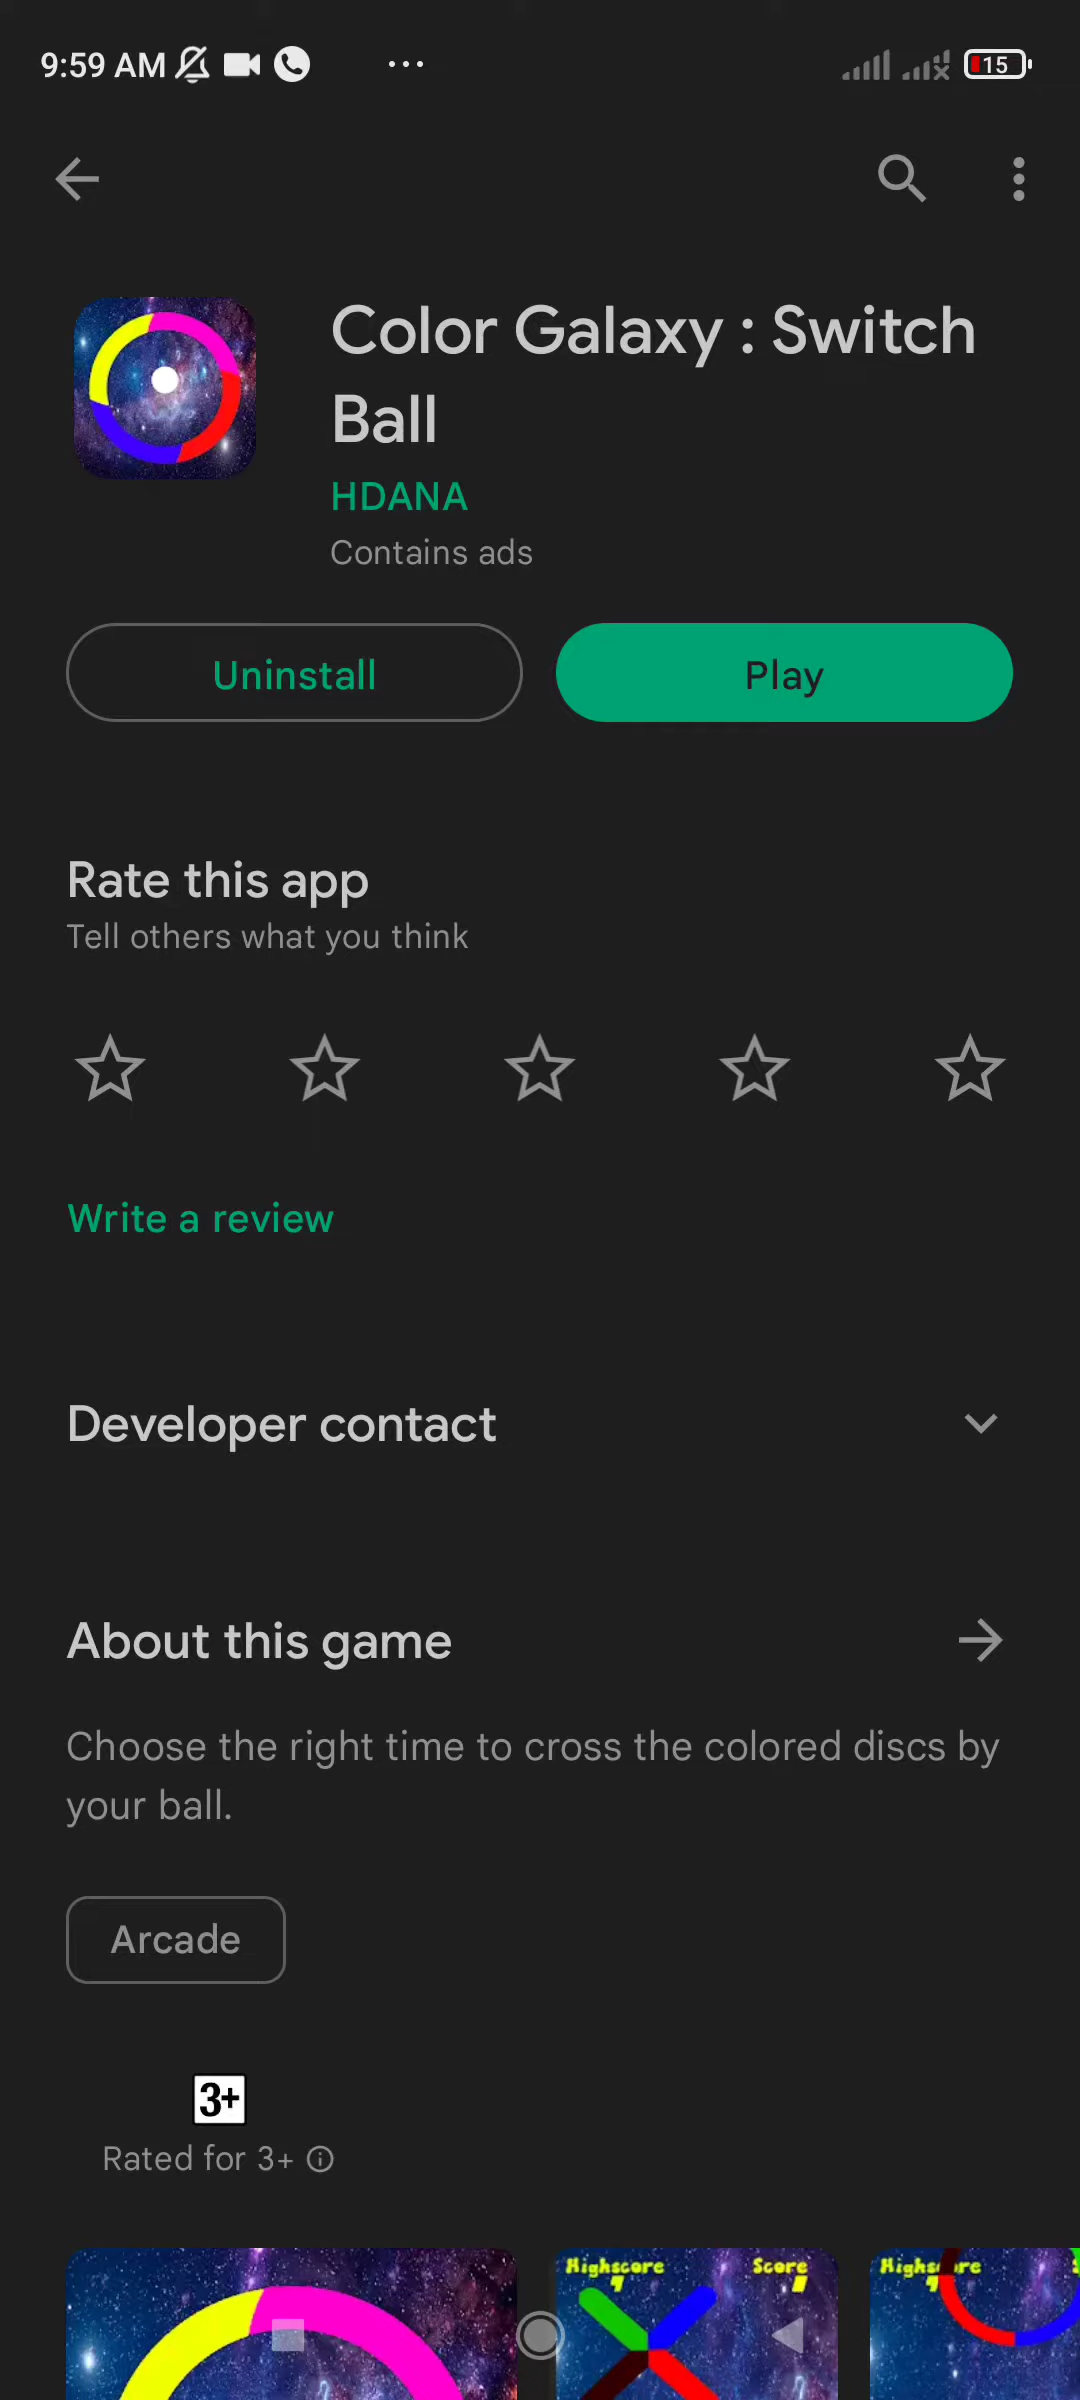 9:59 AM
15
Color Galaxy : Switch
Ball
HDANA
Contains ads
Uninstall
Play
Rate this app
Tell others what you think
Write a review
Developer contact
About this game
Choose the right time to cross the colored discs by
your ball.
Arcade
3+
Rated for 3+
Highscore
Score